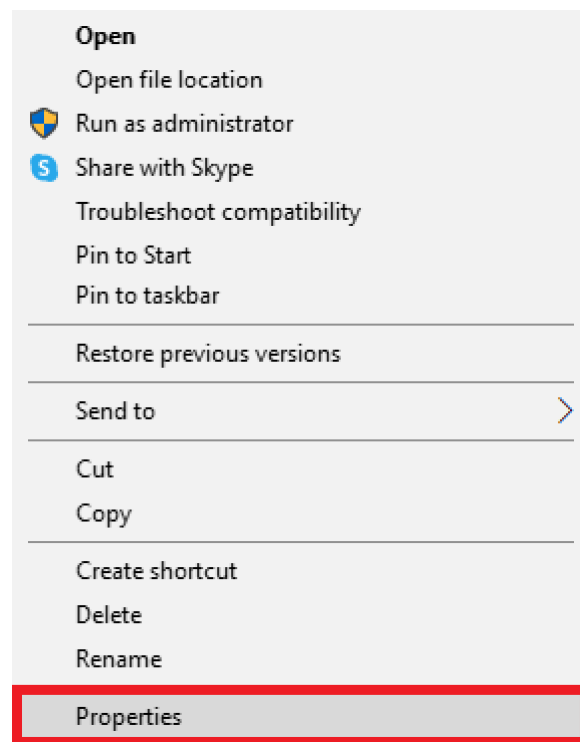 Open
Open file location
Run as administrator
Share with Skype
Troubleshoot compatibility
Pin to Start
Pin to taskbar
Restore previous versions
Send to
Cut
Copy
Create shortcut
Delete
Rename
Properties